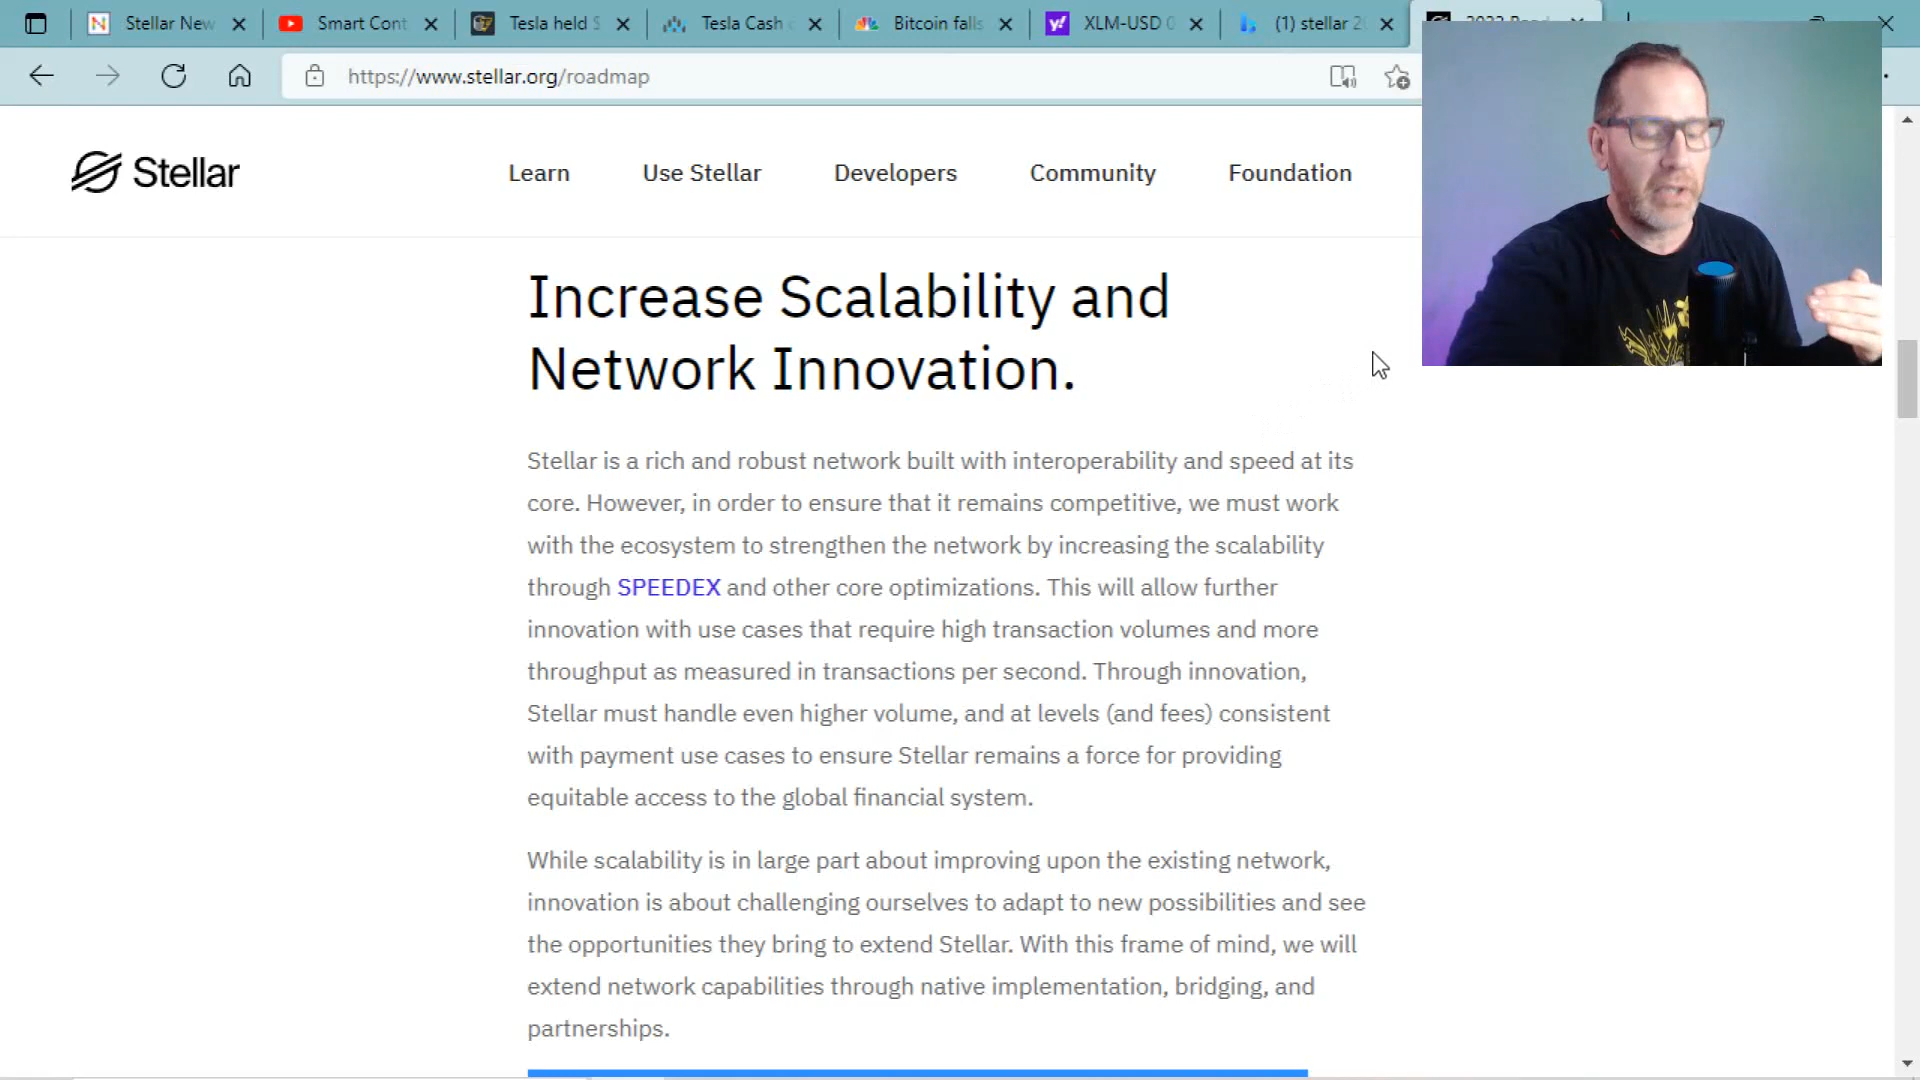 Stellar New
Smart Cont
Tesla held
Tesla Cash
Bitcoin falls
XLM-USD 0
(1) stellar 2
https://www.stellar.org/roadmap
Stellar
Learn
Use Stellar
Developers
Community
Foundation
Increase Scalability and
Network Innovation.
Stellar is a rich and robust network built with interoperability and speed at its
core. However, in order to ensure that it remains competitive, we must work
with the ecosystem to strengthen the network by increasing the scalability
through SPEEDEX and other core optimizations. This will allow further
innovation with use cases that require high transaction volumes and more
throughput as measured in transactions per second. Through innovation,
Stellar must handle even higher volume, and at levels (and fees) consistent
with payment use cases to ensure Stellar remains a force for providing
equitable access to the global financial system.
While scalability is in large part about improving upon the existing network,
innovation is about challenging ourselves to adapt to new possibilities and see
the opportunities they bring to extend Stellar. With this frame of mind, we will
extend network capabilities through native implementation, bridging, and
partnerships.